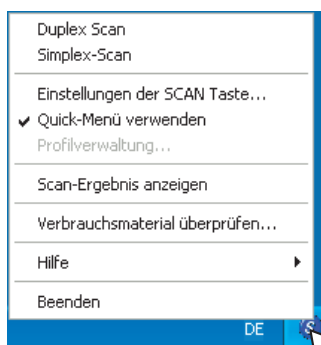 Duplex Scan
Simplex-Scan
Einstellungen der SCAN Taste...
Quick-Menü verwenden
Profilverwaltung...
Scan-Ergebnis anzeigen
Verbrauchsmaterial überprüfen...
Hilfe
Beenden
DE S